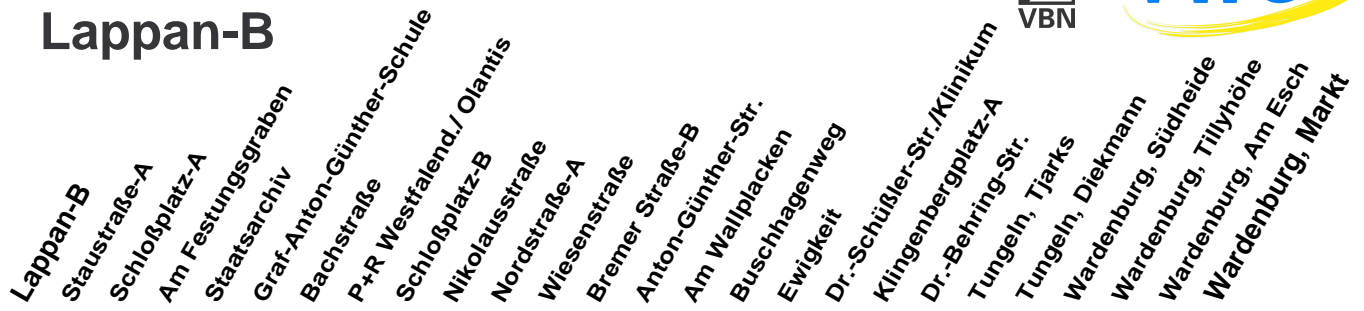 Lappan-B
VBN
Lappan-B
Staustraße-A
Schloßplatz-A
Am Festungsgraben
Staatsarchiv
Graf-Anton-Günther-Schule
Bachstraße
P+R Westfalend./ Olantis
Schloßplatz-B
Nikolausstraße
Nordstraße-A
Wiesenstraße
Bremer Straße-B
Anton-Günther-Str.
Am Wallplacken
Buschhagenweg
Ewigkeit
Dr.-Schüßler-Str./Klinikum
Klingenbergplatz-A
Dr.-Behring-Str.
Tungeln, Tjarks
Tungeln, Diekmann
Wardenburg, Südheide
Wardenburg, Tillyhöhe
Wardenburg, Am Esch
Wardenburg, Markt